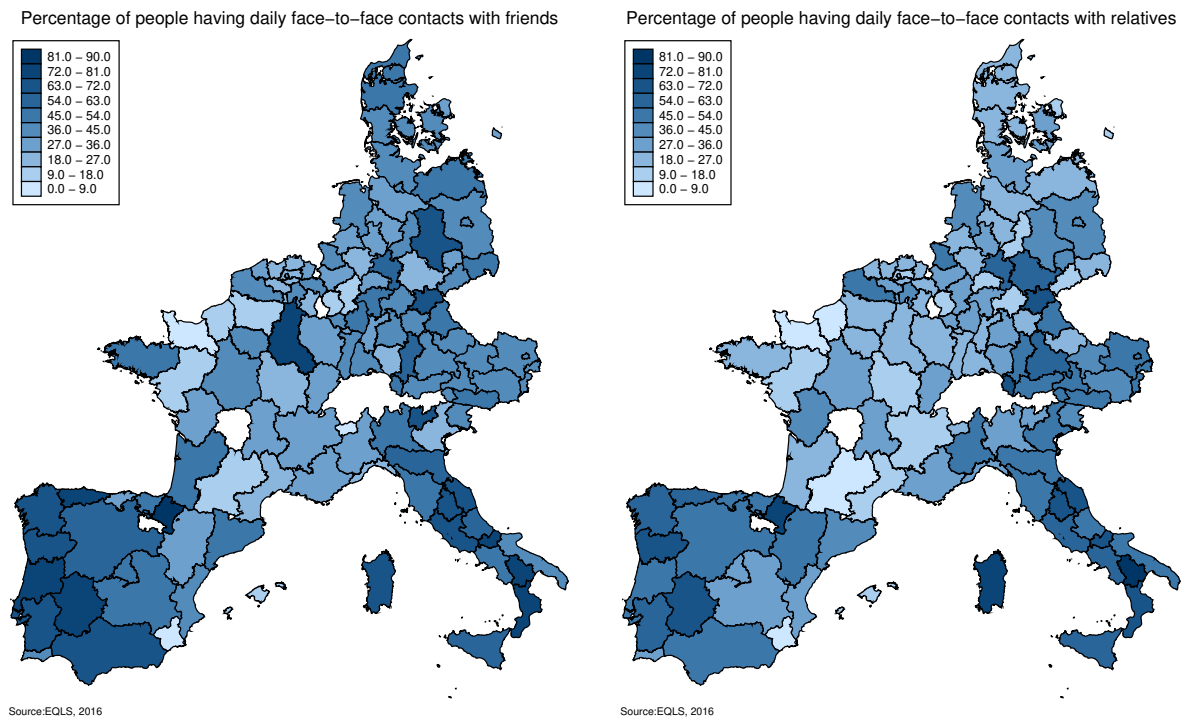 Percentage of people having daily face−to−face contacts with friends
81.0 − 90.0
72.0 − 81.0
63.0 − 72.0
54.0 − 63.0
45.0 − 54.0
36.0 − 45.0
27.0 − 36.0
18.0 − 27.0
9.0 − 18.0
0.0 − 9.0
Source:EQLS, 2016
Percentage of people having daily face−to−face contacts with relatives
81.0 − 90.0
72.0 − 81.0
63.0 − 72.0
54.0 − 63.0
45.0 − 54.0
36.0 − 45.0
27.0 − 36.0
18.0 − 27.0
9.0 − 18.0
0.0 − 9.0
Source:EQLS, 2016